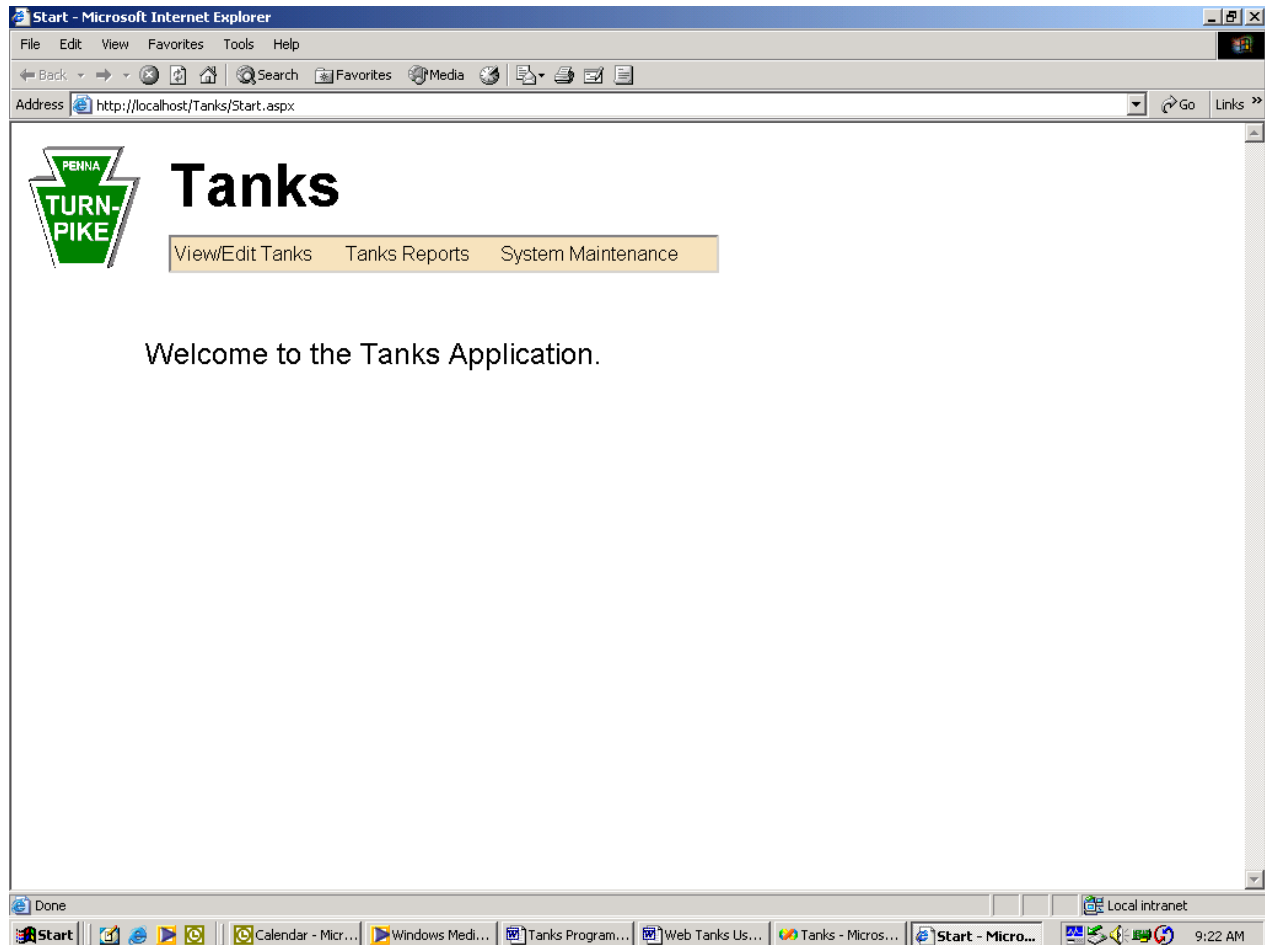 Start - Microsoft Internet Explorer
File Edit View Favorites Tools Help
Back Search Favorites Media
Address http://localhost/Tanks/Start.aspx Go Links »
PENNA
TURN-
PIKE
Tanks
View/Edit Tanks Tanks Reports System Maintenance
Welcome to the Tanks Application.
Done Local intranet
Start Calendar - Micr... Windows Medi... Tanks Program... Web Tanks Us... Tanks - Micros... Start - Micro... 9:22 AM